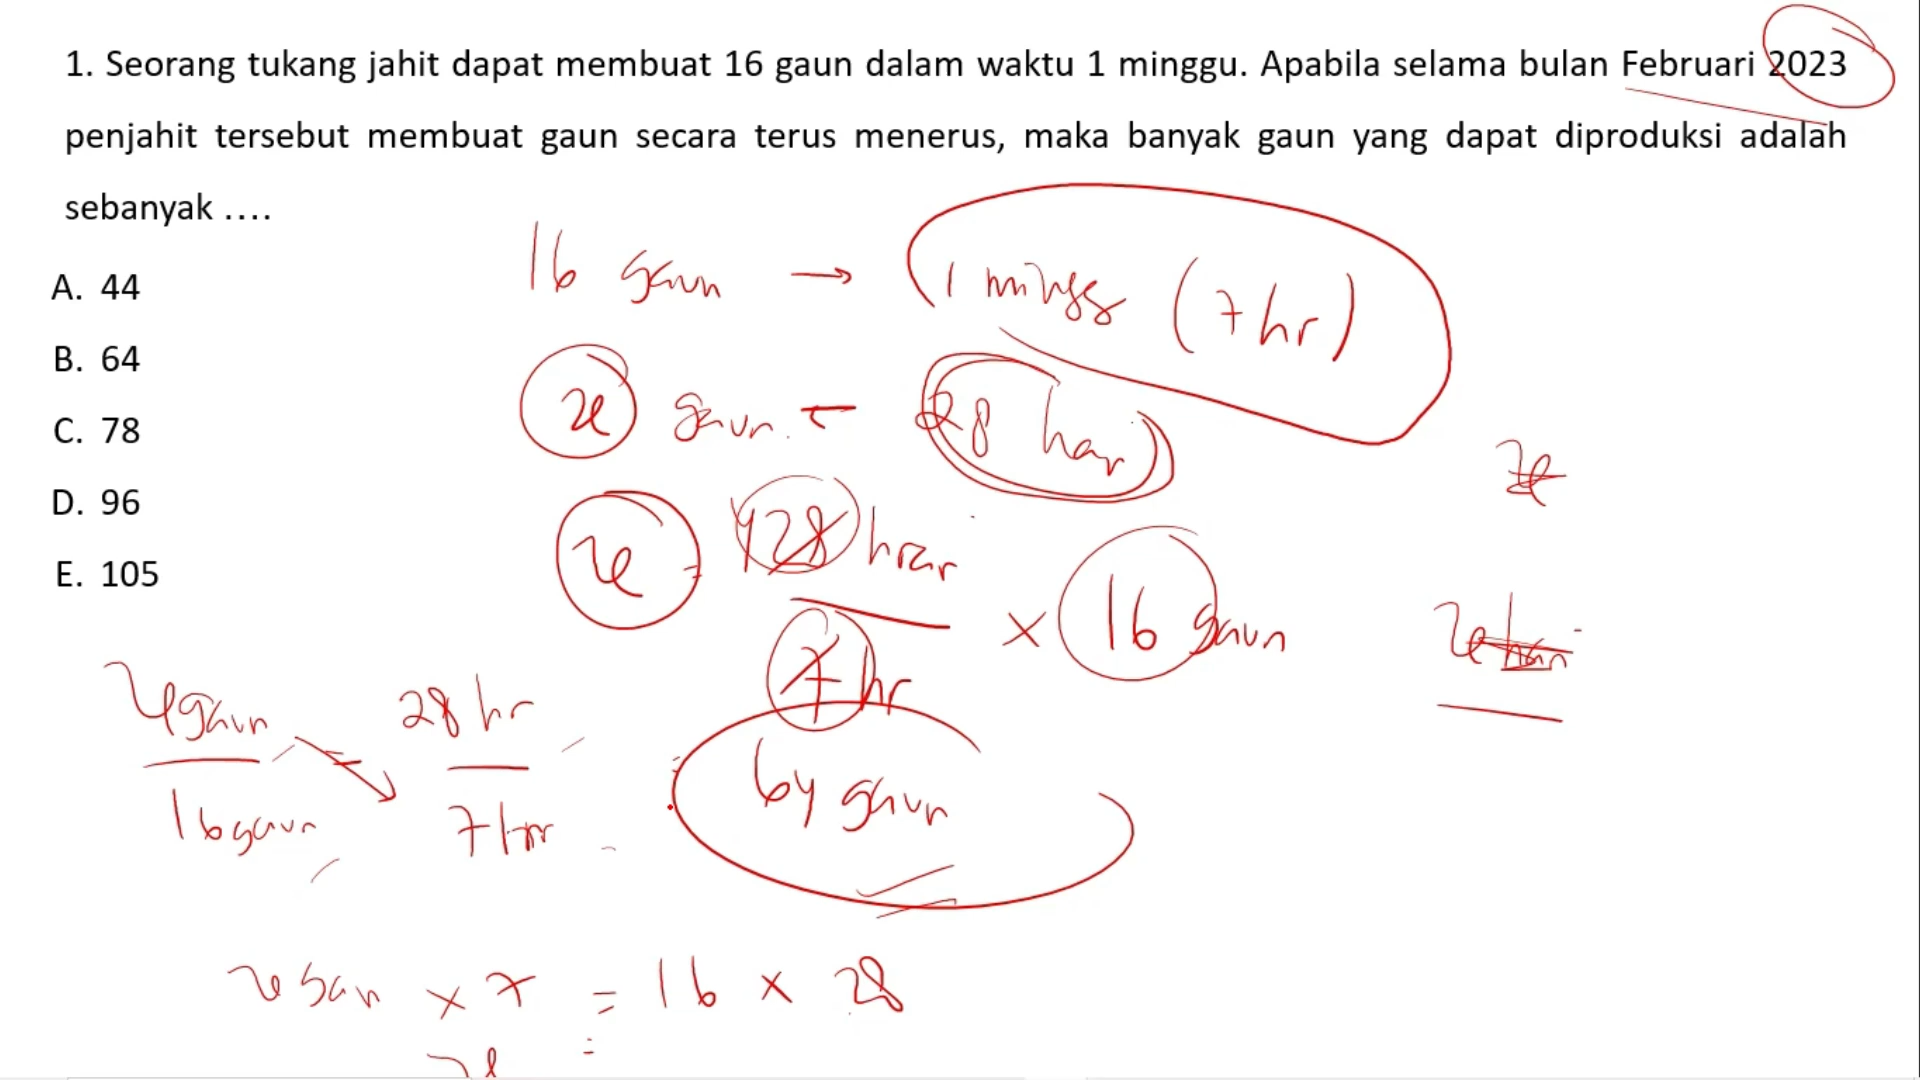 1. Seorang tukang jahit dapat membuat 16 gaun dalam waktu 1 minggu. Apabila selama bulan Februari 2023
penjahit tersebut membuat gaun secara terus menerus, maka banyak gaun yang dapat diproduksi adalah
sebanyak ....
16 gaun → 1 minggu (7 hr)
A. 44
B. 64
x gaun 28 hari
C. 78
D. 96
x = 28 hari
× 16 gaun
7 hr
E. 105
x gaun = 28 hr
16 gaun 7 hr
64 gaun
x gaun × 7 = 16 × 28
=